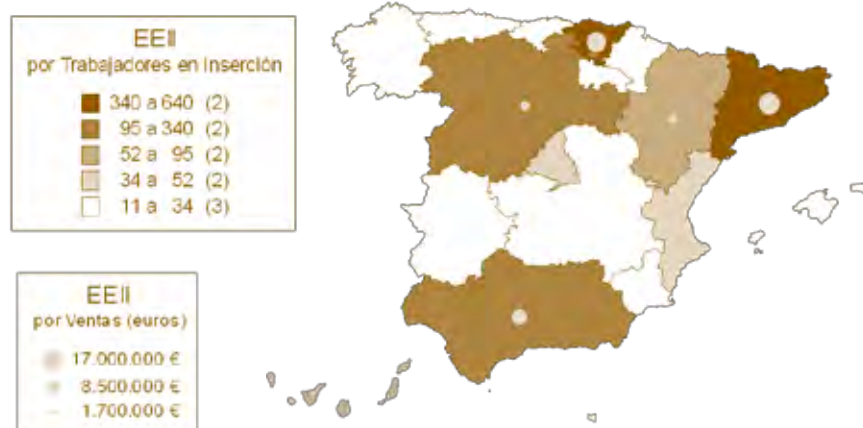 EEII
por Trabajadores en Inserción
340 a 640 (2)
95 a 340 (2)
52 a 95 (2)
34 a 52 (2)
11 a 34 (3)
EEII
por Ventas (euros)
17.000.000 €
8.500.000 €
1.700.000 €